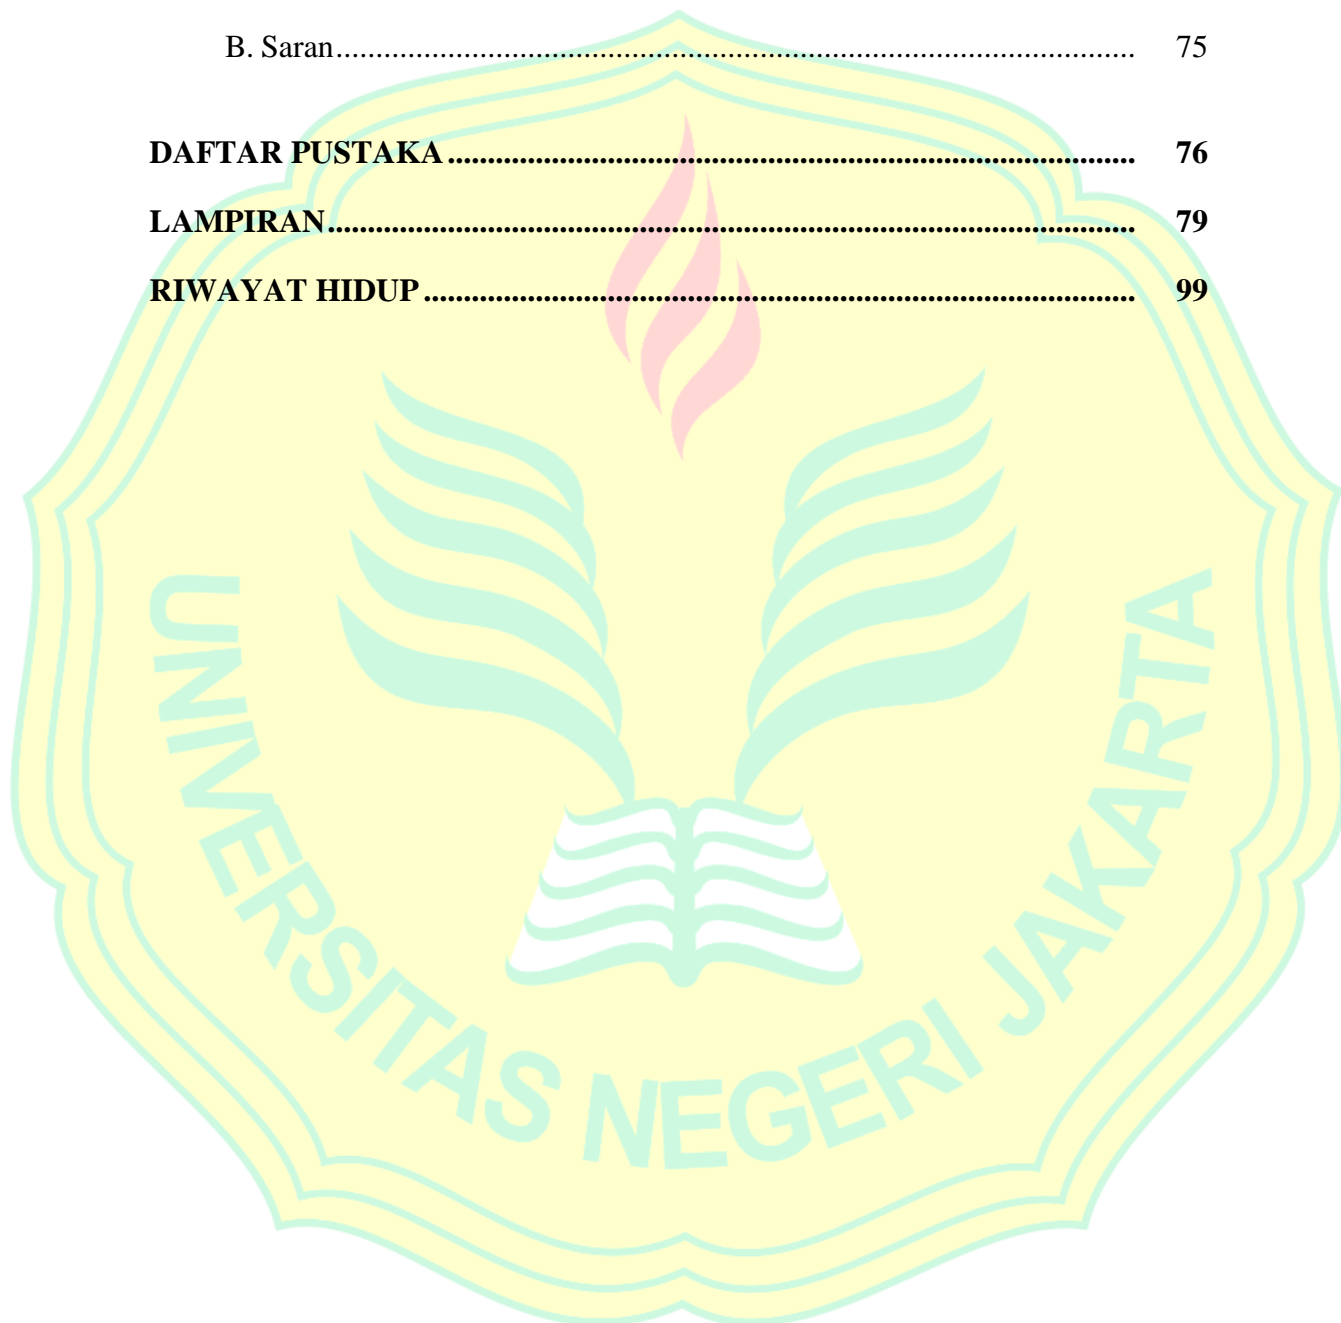 B. Saran.................................................................................................... 75
DAFTAR PUSTAKA...................................................................................... 76
LAMPIRAN..................................................................................................... 79
RIWAYAT HIDUP......................................................................................... 99
UNIVERSITAS NEGERI JAKARTA